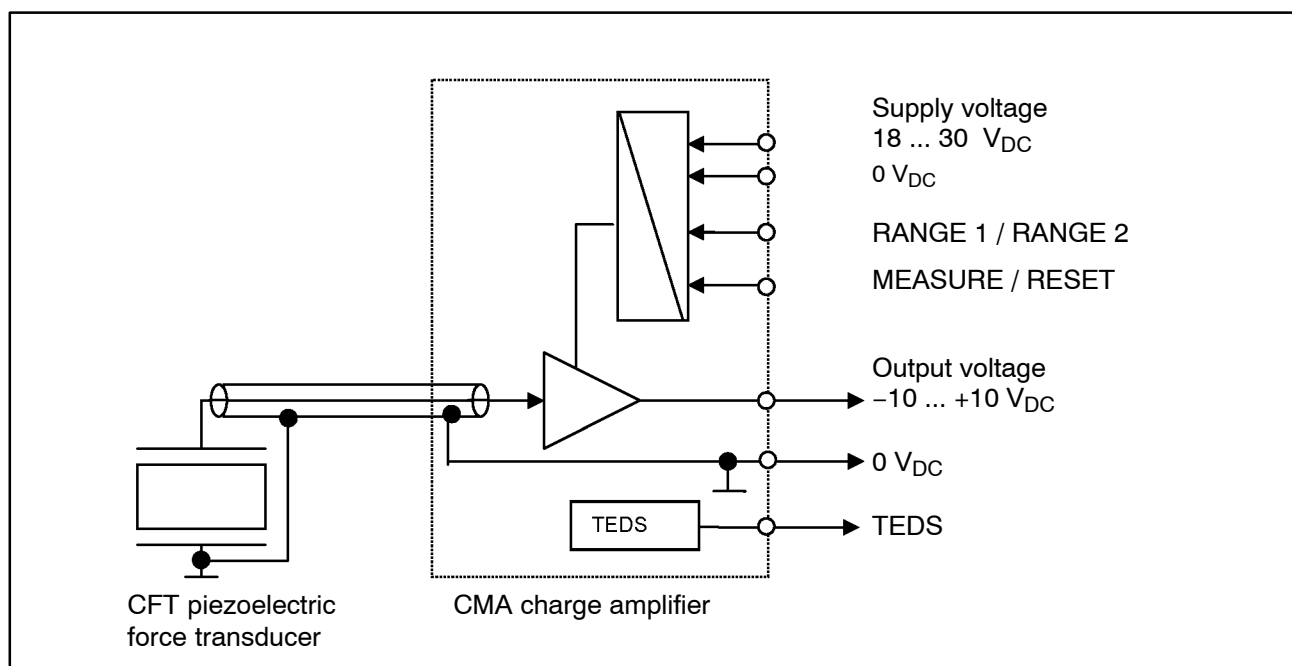 Supply voltage
18 ... 30 VDC
0 VDC
RANGE 1 / RANGE 2
MEASURE / RESET
Output voltage
−10 ... +10 VDC
0 VDC
TEDS
TEDS
CFT piezoelectric
force transducer
CMA charge amplifier